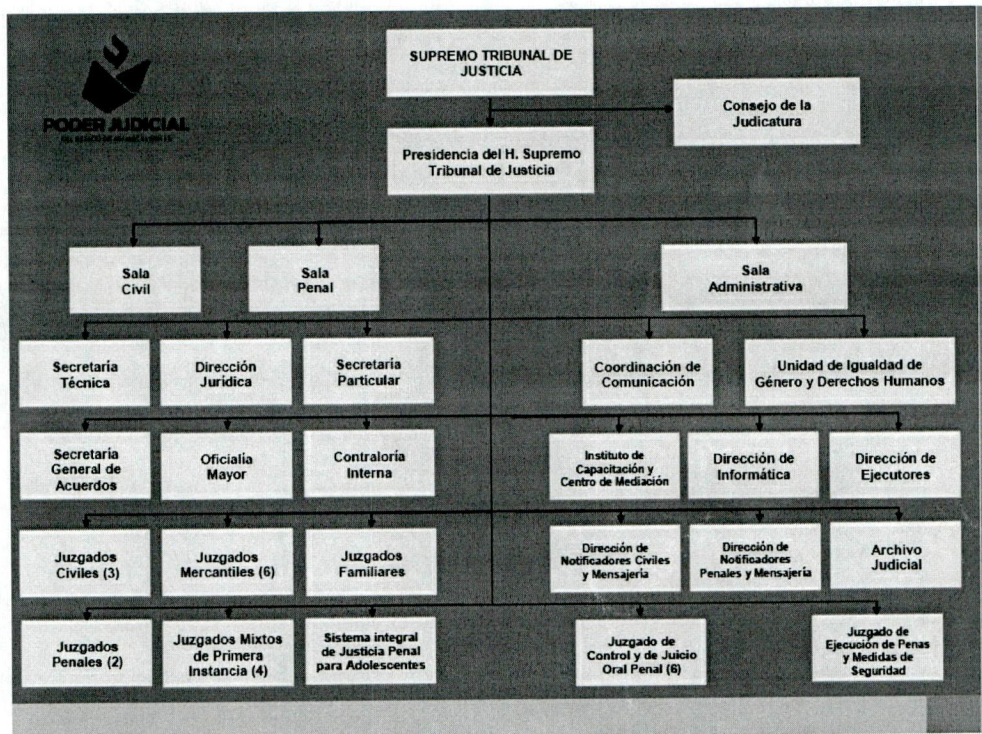 SUPREMO TRIBUNAL DE
JUSTICIA
Consejo de la
Judicatura
PODER JUDICIAL
Presidencia del H. Supremo
Tribunal de Justicia
Sala
Civil
Sala
Penal
Sala
Administrativa
Secretaría
Técnica
Dirección
Jurídica
Secretaría
Particular
Coordinación de
Comunicación
Unidad de Igualdad de
Género y Derechos Humanos
Secretaría
General de
Acuerdos
Oficialía
Mayor
Contraloría
Interna
Instituto de
Capacitación y
Centro de Mediación
Dirección de
Informática
Dirección de
Ejecutores
Juzgados
Civiles (3)
Juzgados
Mercantiles (6)
Juzgados
Familiares
Dirección de
Notificadores Civiles
y Mensajería
Dirección de
Notificadores
Penales y Mensajería
Archivo
Judicial
Juzgados
Penales (2)
Juzgados Mixtos
de Primera
Instancia (4)
Sistema integral
de Justicia Penal
para Adolescentes
Juzgado de
Control y de Juicio
Oral Penal (6)
Juzgado de
Ejecución de Penas
y Medidas de
Seguridad